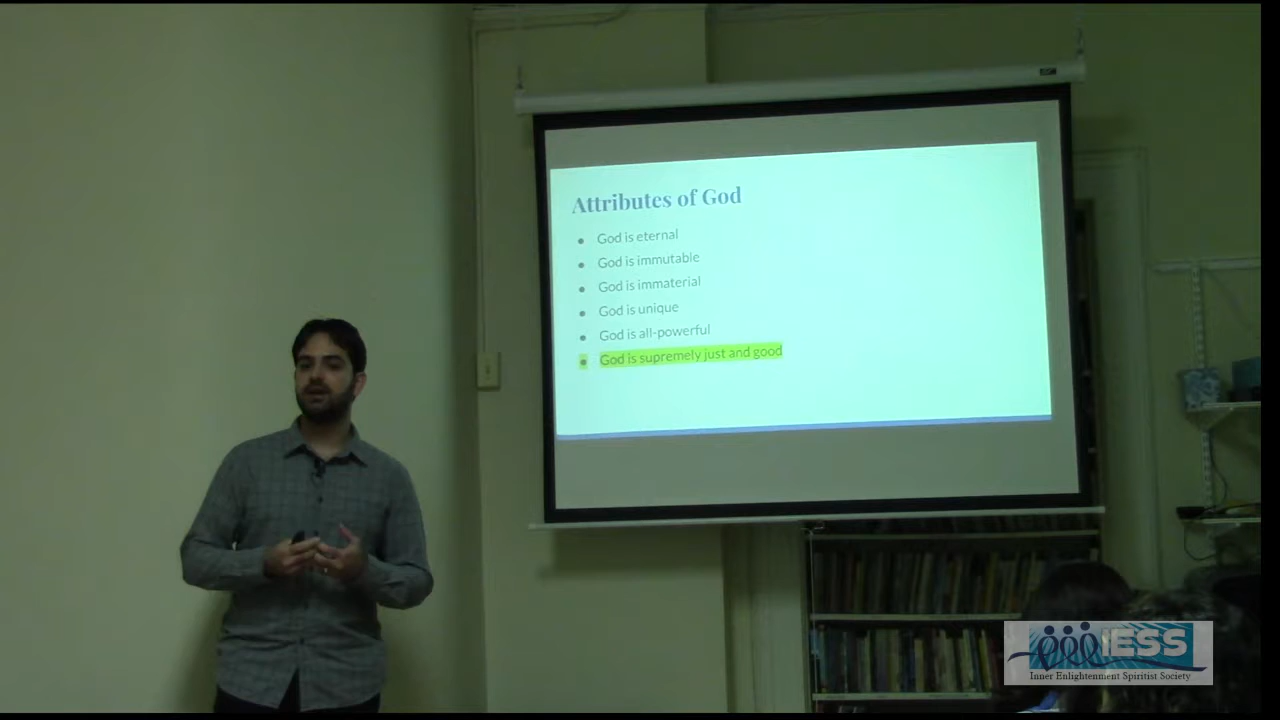 Attributes of God
● God is eternal
● God is immutable
● God is immaterial
● God is unique
● God is all-powerful
● God is supremely just and good
IESS
Inner Enlightenment Spiritist Society